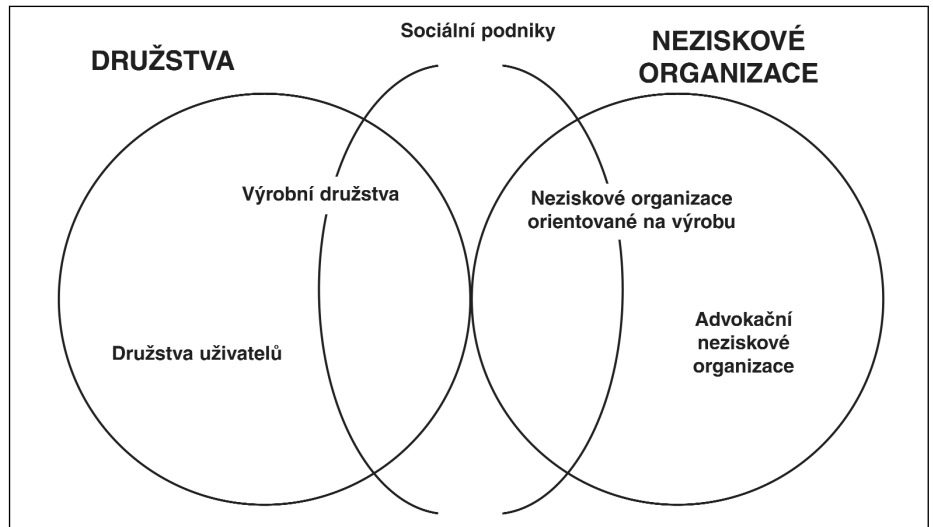 Sociální podniky
DRUŽSTVA
NEZISKOVÉ
ORGANIZACE
Výrobní družstva
Neziskové organizace
orientované na výrobu
Družstva uživatelů
Advokační
neziskové
organizace